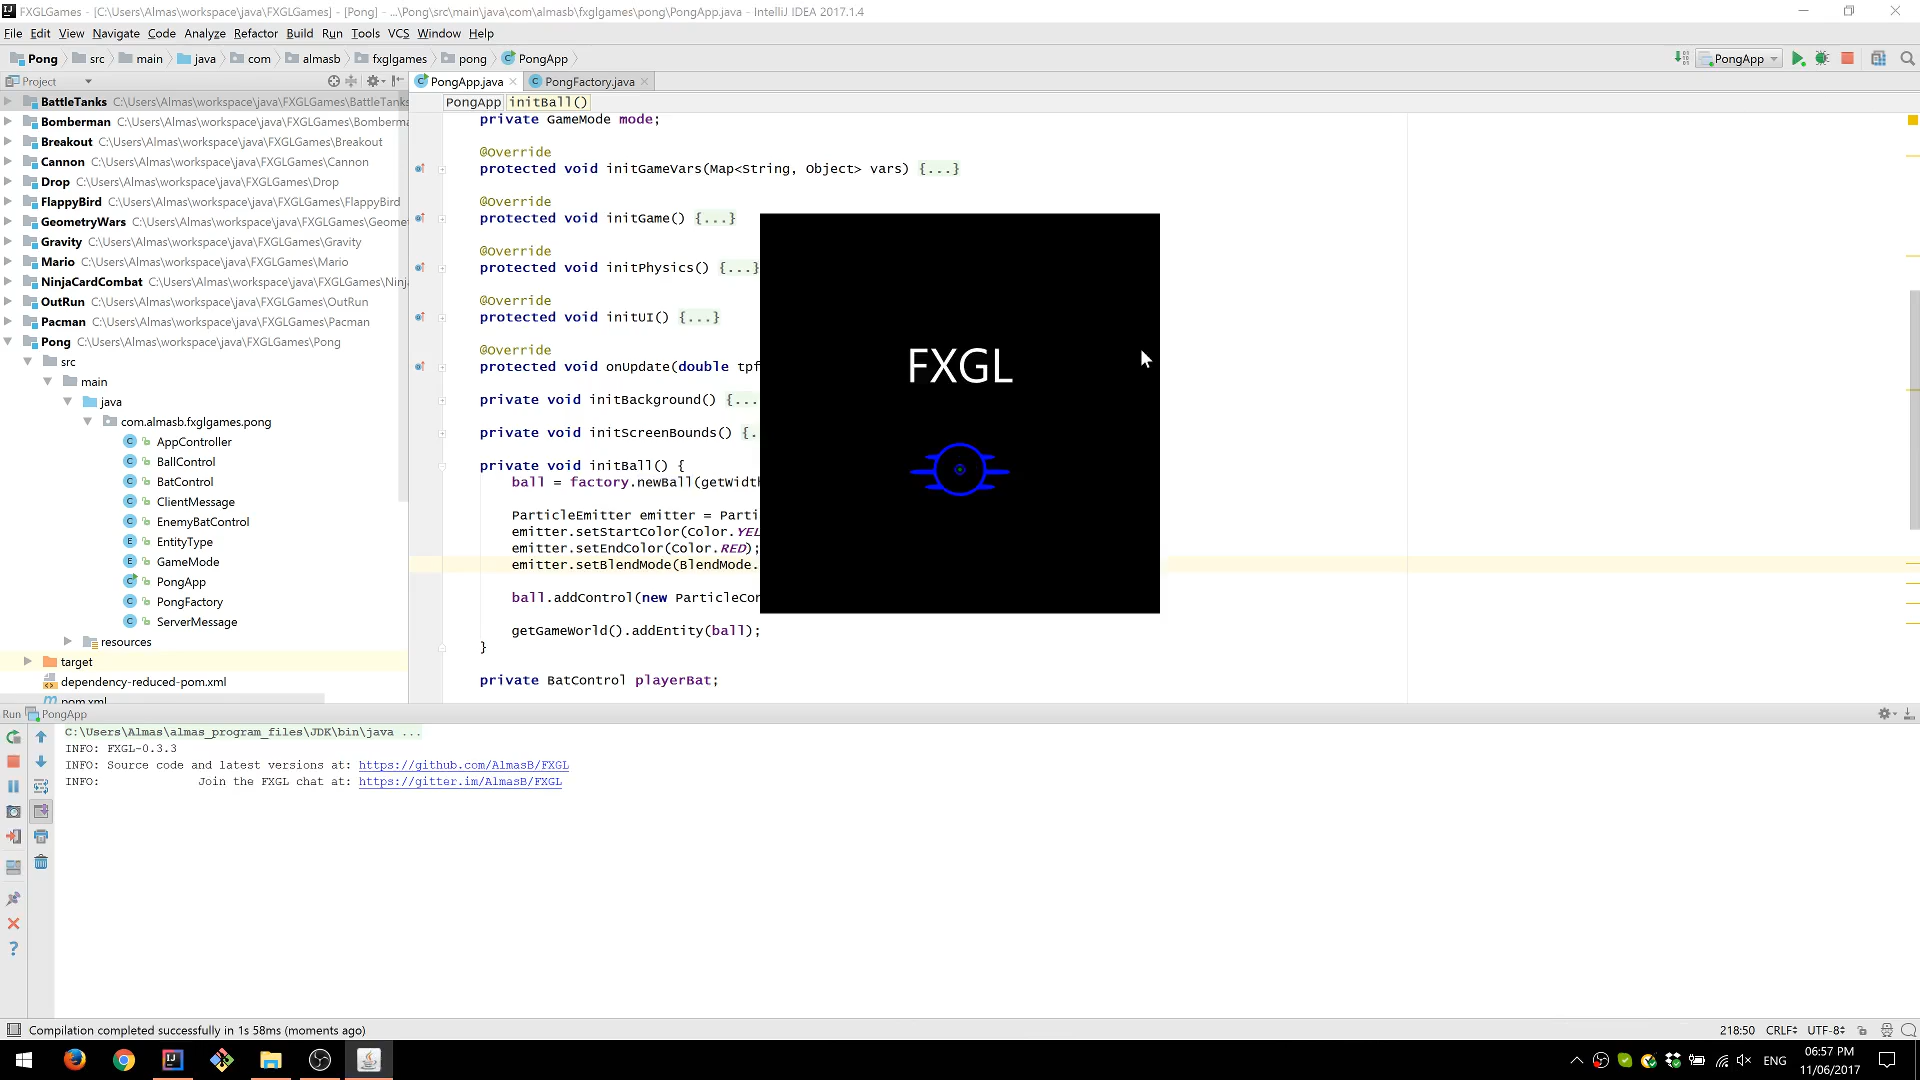 FXGLGames - [C:\Users\Almas\workspace\java\FXGLGames] - [Pong] - ...\Pong\src\main\java\com\almasb\fxglgames\pong\PongApp.java - IntelliJ IDEA 2017.1.4
File Edit View Navigate Code Analyze Refactor Build Run Tools VCS Window Help
Pong src main java com almasb fxglgames pong PongApp
PongApp
Project
PongApp.java PongFactory.java
PongApp initBall()
BattleTanks C:\Users\Almas\workspace\java\FXGLGames\BattleTanks
Bomberman C:\Users\Almas\workspace\java\FXGLGames\Bomberma
Breakout C:\Users\Almas\workspace\java\FXGLGames\Breakout
Cannon C:\Users\Almas\workspace\java\FXGLGames\Cannon
Drop C:\Users\Almas\workspace\java\FXGLGames\Drop
FlappyBird C:\Users\Almas\workspace\java\FXGLGames\FlappyBird
GeometryWars C:\Users\Almas\workspace\java\FXGLGames\Geomet
Gravity C:\Users\Almas\workspace\java\FXGLGames\Gravity
Mario C:\Users\Almas\workspace\java\FXGLGames\Mario
NinjaCardCombat C:\Users\Almas\workspace\java\FXGLGames\Ninj
OutRun C:\Users\Almas\workspace\java\FXGLGames\OutRun
Pacman C:\Users\Almas\workspace\java\FXGLGames\Pacman
Pong C:\Users\Almas\workspace\java\FXGLGames\Pong
src
main
java
com.almasb.fxglgames.pong
AppController
BallControl
BatControl
ClientMessage
EnemyBatControl
EntityType
GameMode
PongApp
PongFactory
ServerMessage
resources
target
dependency-reduced-pom.xml
pom.xml
private GameMode mode;
@Override
protected void initGameVars(Map<String, Object> vars) {...}
@Override
protected void initGame() {...}
@Override
protected void initPhysics() {...}
@Override
protected void initUI() {...}
@Override
protected void onUpdate(double tpf
private void initBackground() {...
private void initScreenBounds() {.
private void initBall() {
ball = factory.newBall(getWidth
ParticleEmitter emitter = Parti
emitter.setStartColor(Color.YEL
emitter.setEndColor(Color.RED);
emitter.setBlendMode(BlendMode.
ball.addControl(new ParticleCon
getGameWorld().addEntity(ball);
}
private BatControl playerBat;
FXGL
Run PongApp
C:\Users\Almas\almas_program_files\JDK\bin\java ...
INFO: FXGL-0.3.3
INFO: Source code and latest versions at: https://github.com/AlmasB/FXGL
INFO: Join the FXGL chat at: https://gitter.im/AlmasB/FXGL
Compilation completed successfully in 1s 58ms (moments ago)
218:50 CRLF UTF-8
ENG
06:57 PM
11/06/2017